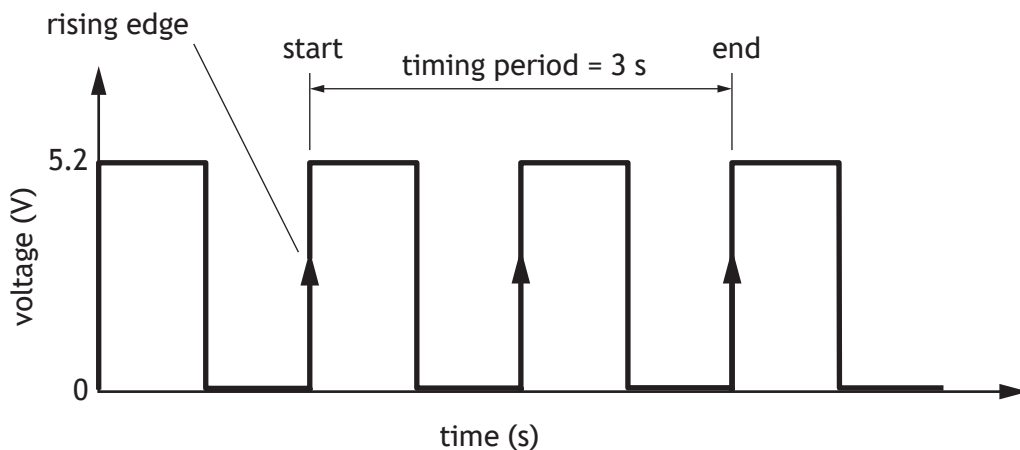 rising edge
start
end
timing period = 3 s
5.2
voltage (V)
0
time (s)